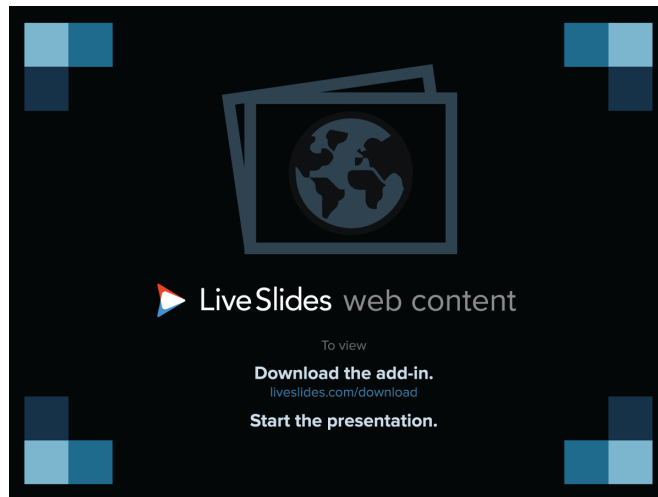 LiveSlides web content
To view
Download the add-in.
liveslides.com/download
Start the presentation.